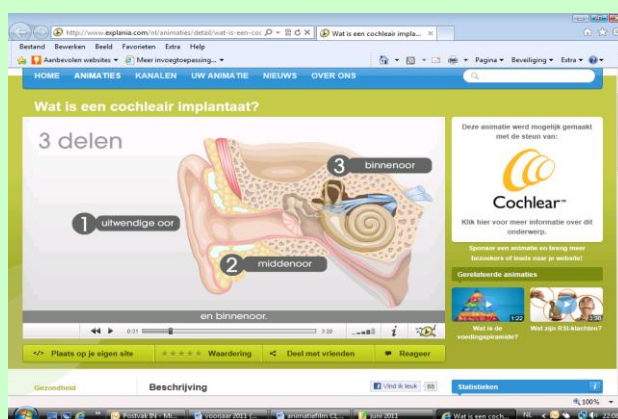 http://www.explania.com/nl/animaties/detail/wat-is-een-coc
Wat is een cochleair impla...
Bestand Bewerken Beeld Favorieten Extra Help
Aanbevolen websites Meer invoegtoepassing...
Pagina Beveiliging Extra
HOME ANIMATIES KANALEN UW ANIMATIE NIEUWS OVER ONS
Wat is een cochleair implantaat?
3 delen
3 binnenoor
1 uitwendige oor
2 middenoor
en binnenoor.
0:31
3:28
Plaats op je eigen site Waardering Deel met vrienden Reageer
Deze animatie werd mogelijk gemaakt
met de steun van:
Cochlear™
Klik hier voor meer informatie over dit
onderwerp.
Sponsor een animatie en breng meer
bezoekers of leads naar je website!
Gerelateerde animaties
1:22
2:38
Wat is de
voedingspiramide?
Wat zijn RSI-klachten?
Gezondheid
Beschrijving
Vind ik leuk 88
Statistieken
100%
Postvak IN - Mi... voorjaar 2011 (... animatiefilm CI,... juni 2011 Wat is een coch... NL 22:08